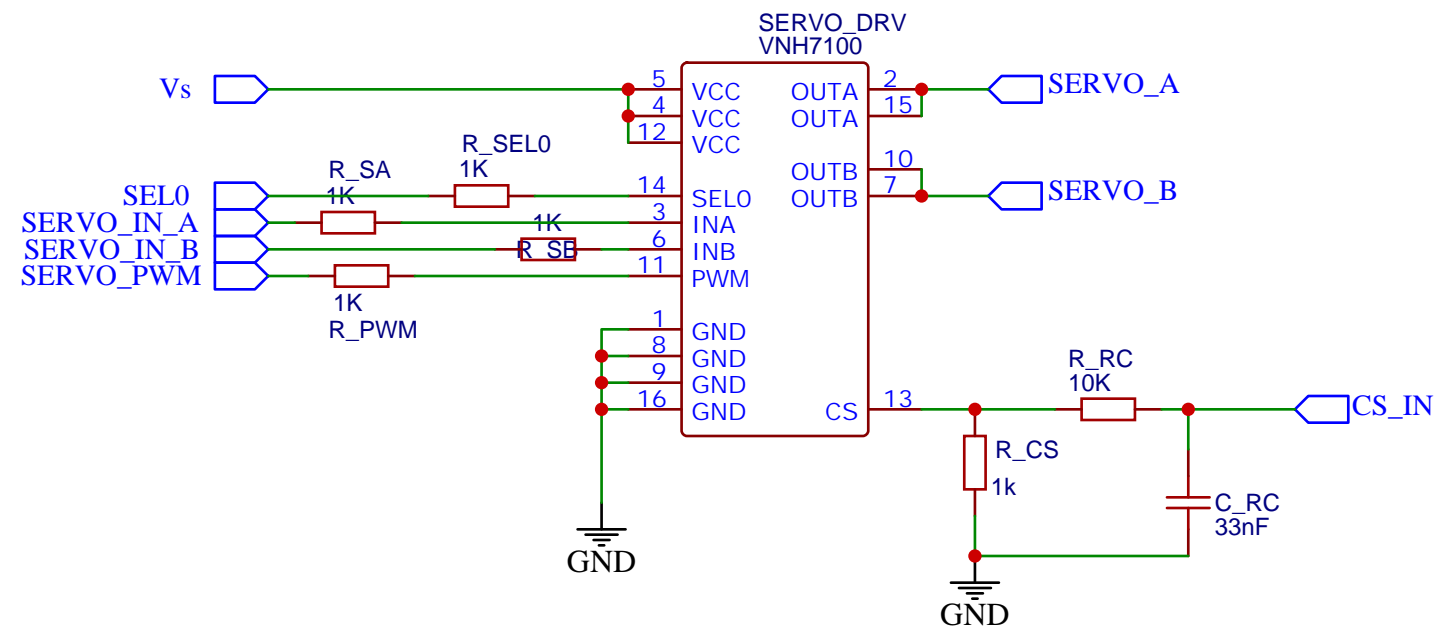 SERVO_DRV
VNH7100
Vs
5
VCC
4
VCC
12
VCC
OUTA
2
OUTA
15
SERVO_A
OUTB
10
OUTB
7
SERVO_B
R_SEL0
1K
R_SA
1K
SEL0
14
SEL0
SERVO_IN_A
3
INA
1K
SERVO_IN_B
R_SB
6
INB
SERVO_PWM
11
PWM
1K
R_PWM
1
GND
8
GND
9
GND
16
GND
CS
13
R_RC
10K
CS_IN
R_CS
1k
C_RC
33nF
GND
GND